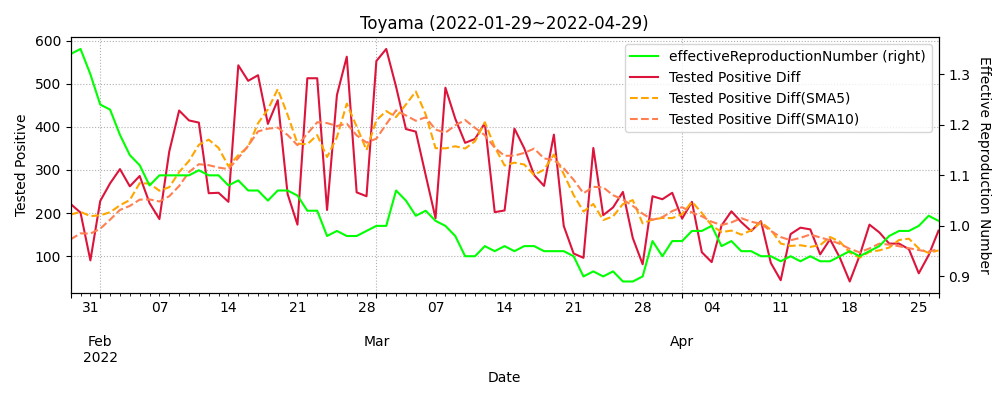 Toyama (2022-01-29~2022-04-29)
effectiveReproductionNumber (right)
Tested Positive Diff
Tested Positive Diff(SMA5)
Tested Positive Diff(SMA10)
Tested Positive
600
500
400
300
200
100
1.3
1.2
1.1
1.0
0.9
Effective Reproduction Number
31 07 14 21 28 07 14 21 28 04 11 18 25
Feb Mar Apr
2022
Date